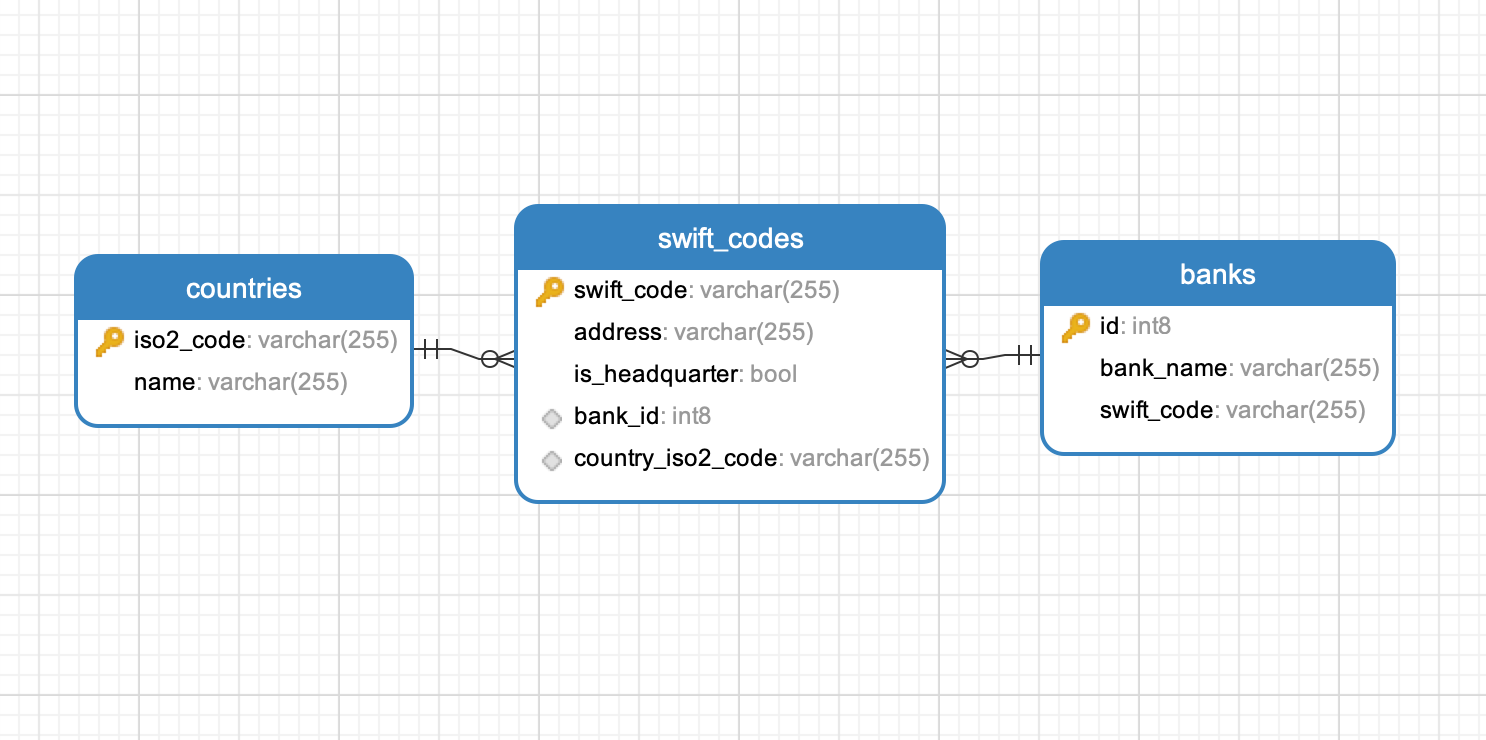 countries
iso2_code: varchar(255)
name: varchar(255)
swift_codes
swift_code: varchar(255)
address: varchar(255)
is_headquarter: bool
bank_id: int8
country_iso2_code: varchar(255)
banks
id: int8
bank_name: varchar(255)
swift_code: varchar(255)